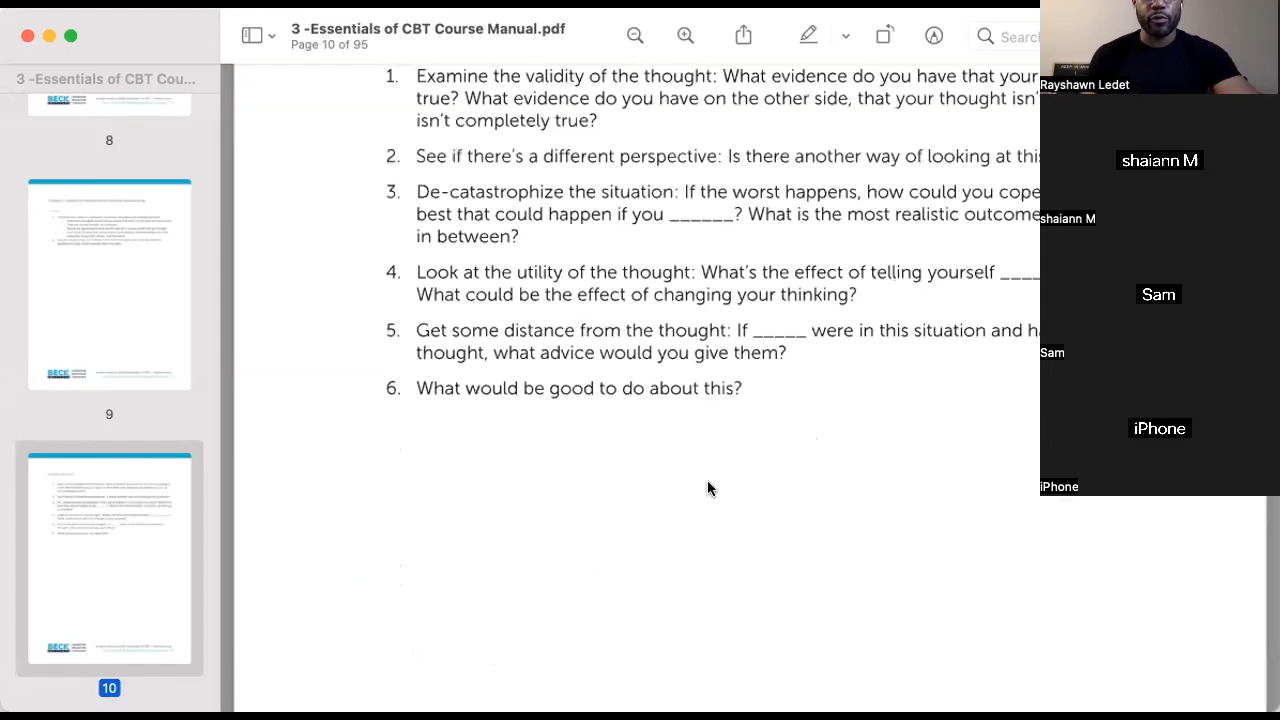 3 -Essentials of CBT Course Manual.pdf
Page 10 of 95
Search
3 -Essentials of CBT Cou...
BECK
8
BECK
9
BECK
10
1. Examine the validity of the thought: What evidence do you have that your
true? What evidence do you have on the other side, that your thought isn'
isn't completely true?
2. See if there's a different perspective: Is there another way of looking at this
3. De-catastrophize the situation: If the worst happens, how could you cope
best that could happen if you ______? What is the most realistic outcome
in between?
4. Look at the utility of the thought: What's the effect of telling yourself ____
What could be the effect of changing your thinking?
5. Get some distance from the thought: If _____ were in this situation and h
thought, what advice would you give them?
6. What would be good to do about this?
Rayshawn Ledet
shaiann M
shaiann M
Sam
Sam
iPhone
iPhone